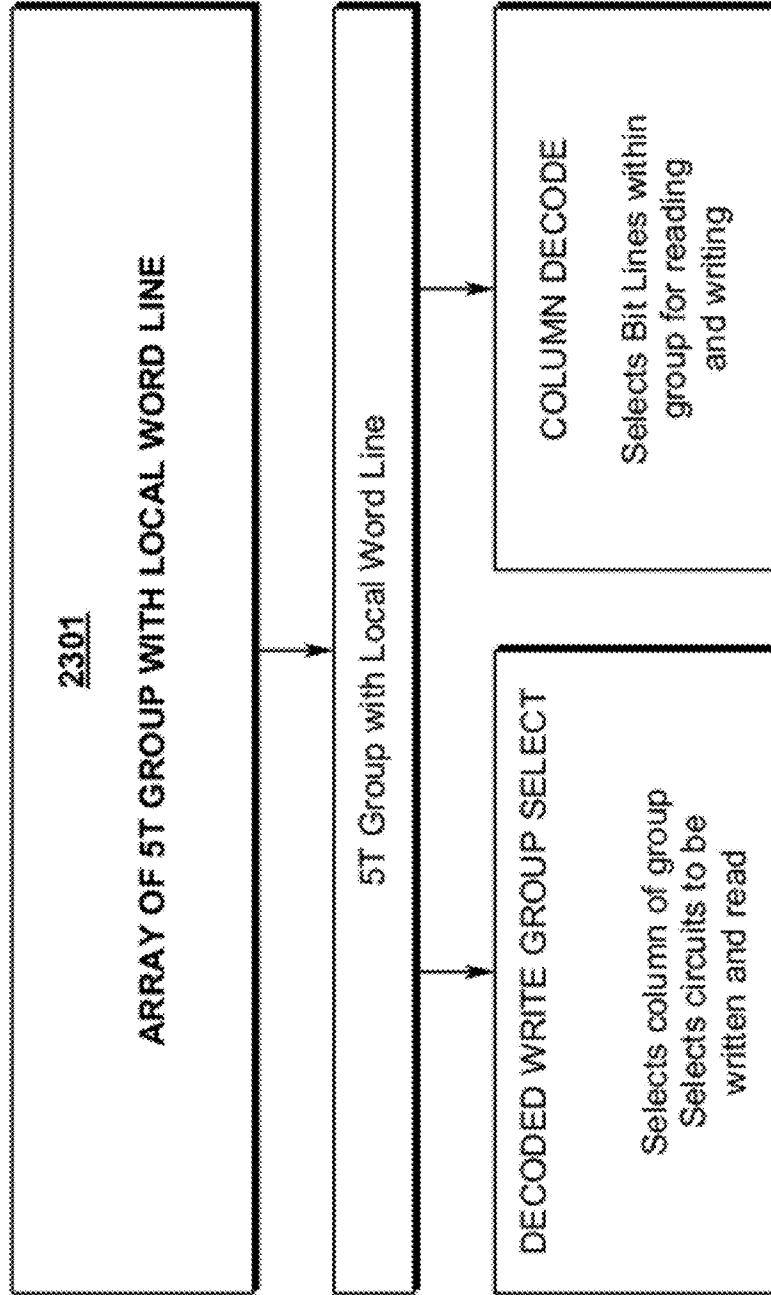 2301
ARRAY OF 5T GROUP WITH LOCAL WORD LINE
5T Group with Local Word Line
DECODED WRITE GROUP SELECT
Selects column of group
Selects circuits to be
written and read
COLUMN DECODE
Selects Bit Lines within
group for reading
and writing